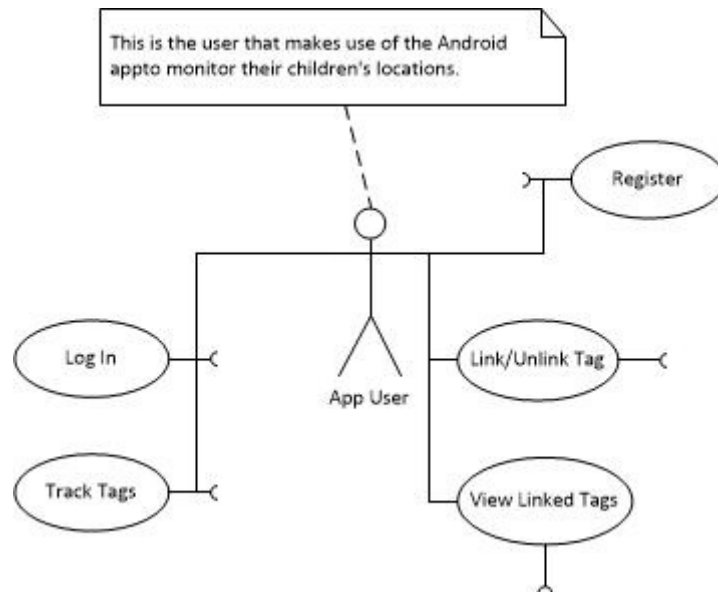 This is the user that makes use of the Android
appto monitor their children's locations.
Register
Log In
Link/Unlink Tag
App User
Track Tags
View Linked Tags